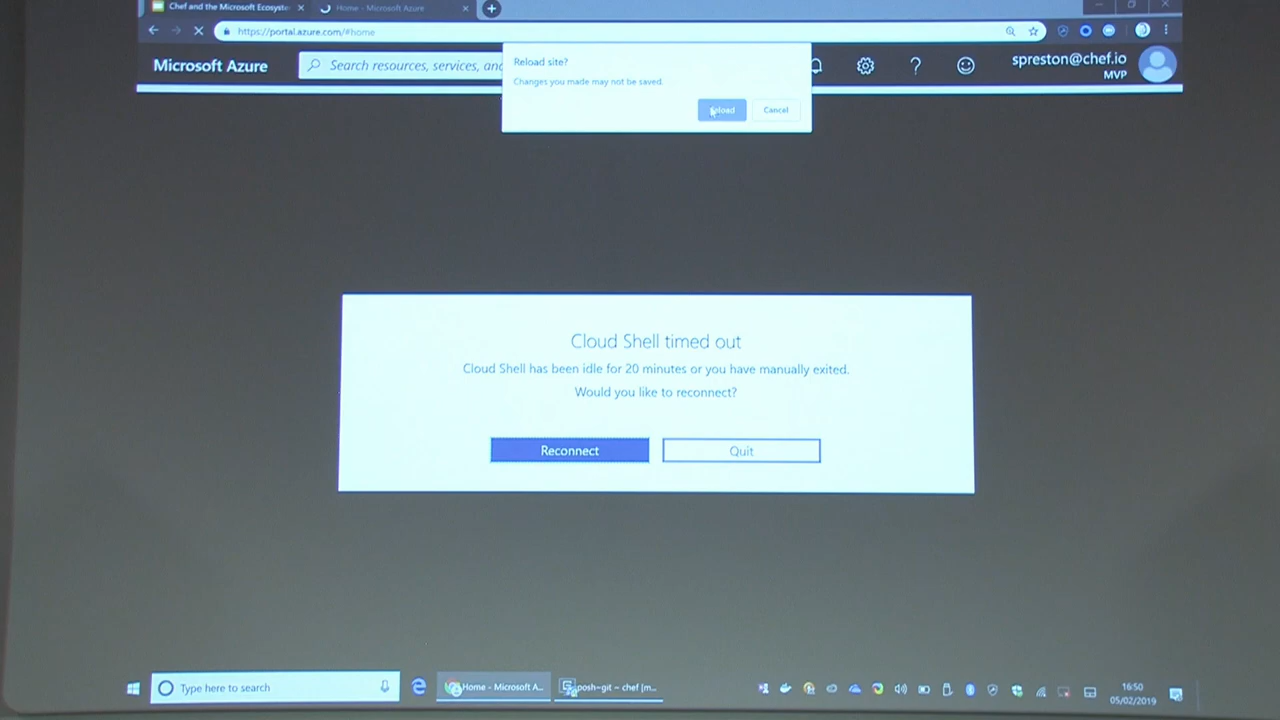 Chef and the Microsoft Ecosyste
Home - Microsoft Azure
https://portal.azure.com/#home
Microsoft Azure
Search resources, services, and
spreston@chef.io
MVP
Reload site?
Changes you made may not be saved.
Reload
Cancel
Cloud Shell timed out
Cloud Shell has been idle for 20 minutes or you have manually exited.
Would you like to reconnect?
Reconnect
Quit
Type here to search
Home - Microsoft A...
posh~git ~ chef [m...
16:50
05/02/2019